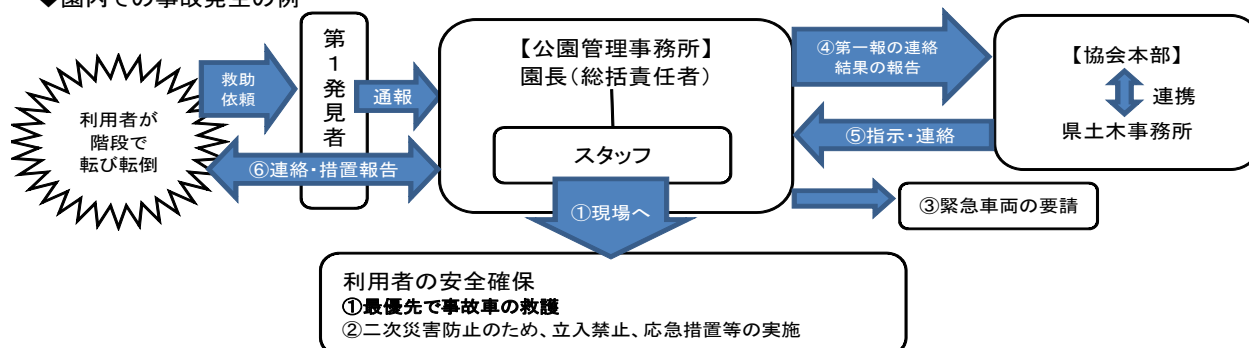 ◆園内での事故発生の例
利用者が
階段で
転び転倒
救助
依頼
第1発見者
通報
⑥連絡・措置報告
【公園管理事務所】
園長(総括責任者)
スタッフ
①現場へ
④第一報の連絡
結果の報告
⑤指示・連絡
【協会本部】
連携
県土木事務所
③緊急車両の要請
利用者の安全確保
①最優先で事故車の救護
②二次災害防止のため、立入禁止、応急措置等の実施